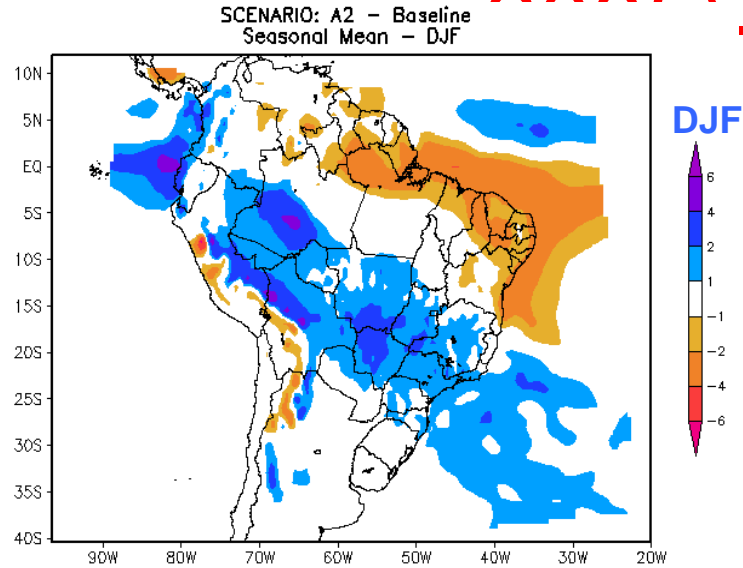 SCENARIO: A2 – Baseline
Seasonal Mean – DJF
10N
5N
EQ
5S
10S
15S
20S
25S
30S
35S
40S
90W 80W 70W 60W 50W 40W 30W 20W
DJF
6
4
2
1
−1
−2
−4
−6